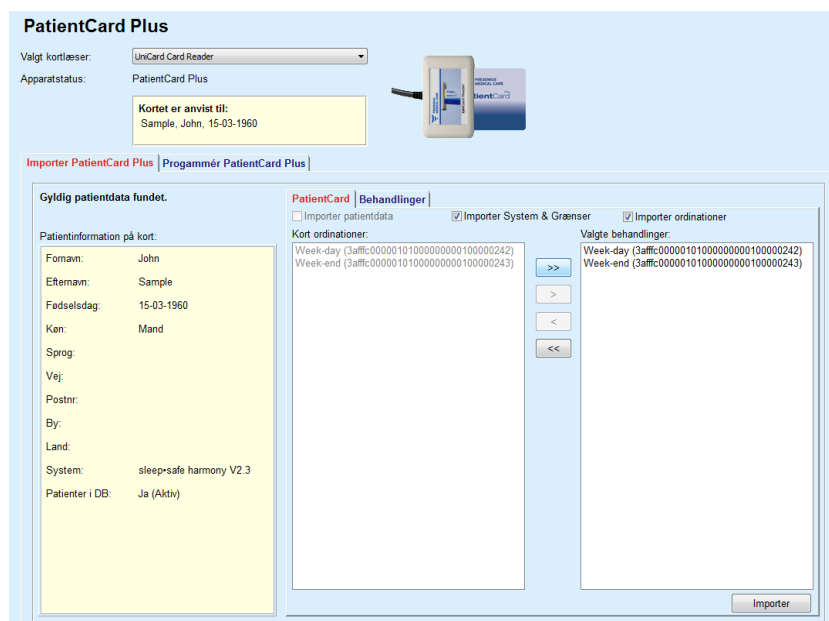 PatientCard Plus
Valgt kortlæser:
UniCard Card Reader
Apparatstatus:
PatientCard Plus
Kortet er anvist til:
Sample, John, 15-03-1960
FRESENIUS
MEDICAL CARE
Importer PatientCard Plus
Progammér PatientCard Plus
Gyldig patientdata fundet.
Patientinformation på kort:
Fornavn: John
Efternavn: Sample
Fødselsdag: 15-03-1960
Køn: Mand
Sprog:
Vej:
Postnr:
By:
Land:
System: sleep•safe harmony V2.3
Patienter i DB: Ja (Aktiv)
PatientCard
Behandlinger
Importer patientdata
Importer System & Grænser
Importer ordinationer
Kort ordinationer:
Week-day (3afffc00000101000000000100000242)
Week-end (3afffc00000101000000000100000243)
>>
>
<
<<
Valgte behandlinger:
Week-day (3afffc00000101000000000100000242)
Week-end (3afffc00000101000000000100000243)
Importer